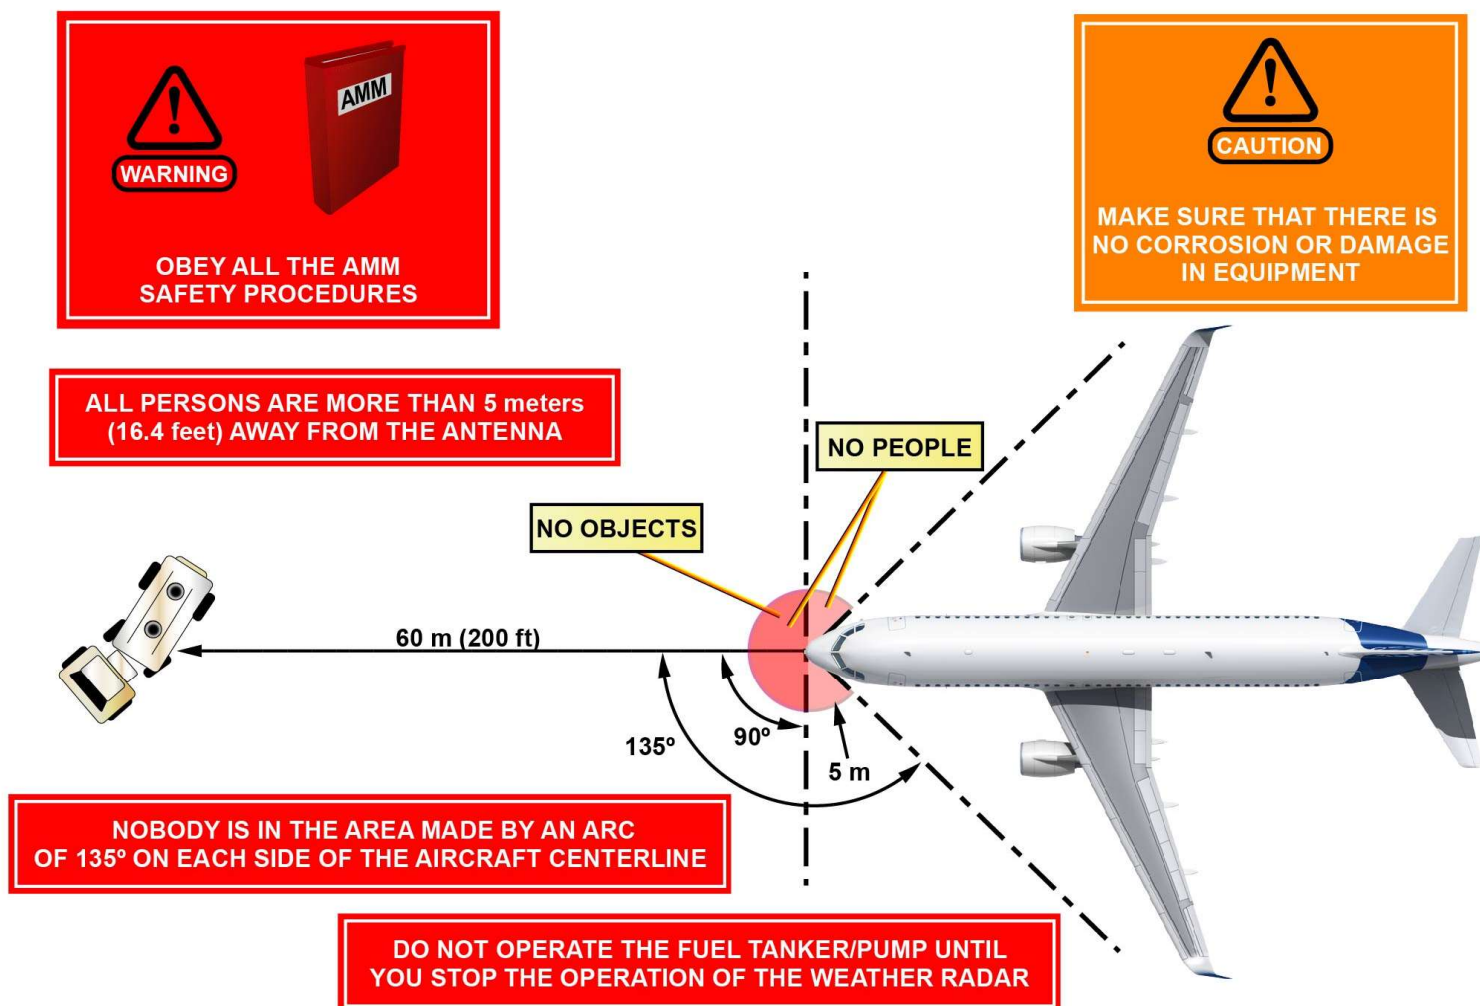 AMM
WARNING
OBEY ALL THE AMM
SAFETY PROCEDURES
CAUTION
MAKE SURE THAT THERE IS
NO CORROSION OR DAMAGE
IN EQUIPMENT
ALL PERSONS ARE MORE THAN 5 meters
(16.4 feet) AWAY FROM THE ANTENNA
NO PEOPLE
NO OBJECTS
60 m (200 ft)
90º
135º
5 m
NOBODY IS IN THE AREA MADE BY AN ARC
OF 135º ON EACH SIDE OF THE AIRCRAFT CENTERLINE
DO NOT OPERATE THE FUEL TANKER/PUMP UNTIL
YOU STOP THE OPERATION OF THE WEATHER RADAR